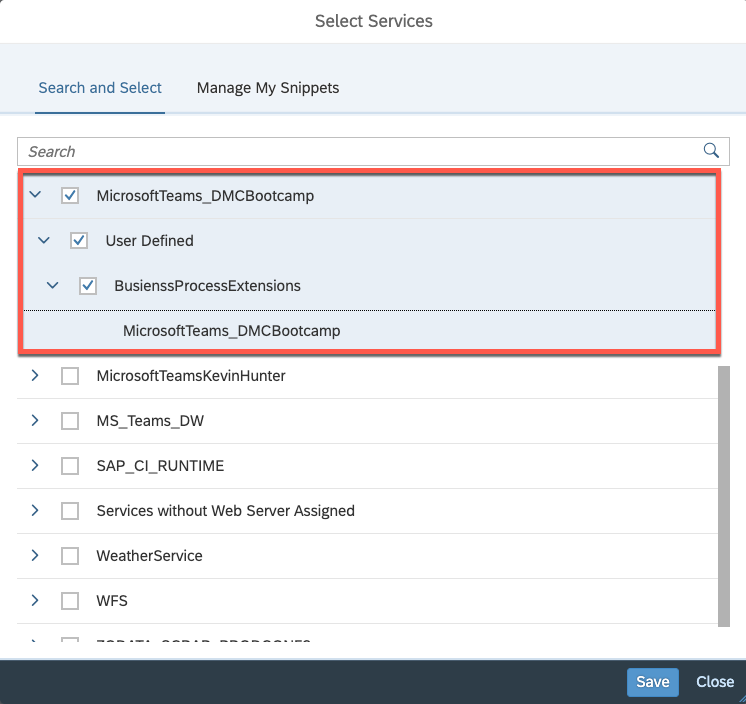 Select Services
Search and Select Manage My Snippets
Search
MicrosoftTeams_DMCBootcamp
User Defined
BusienssProcessExtensions
MicrosoftTeams_DMCBootcamp
MicrosoftTeamsKevinHunter
MS_Teams_DW
SAP_CI_RUNTIME
Services without Web Server Assigned
WeatherService
WFS
Save Close